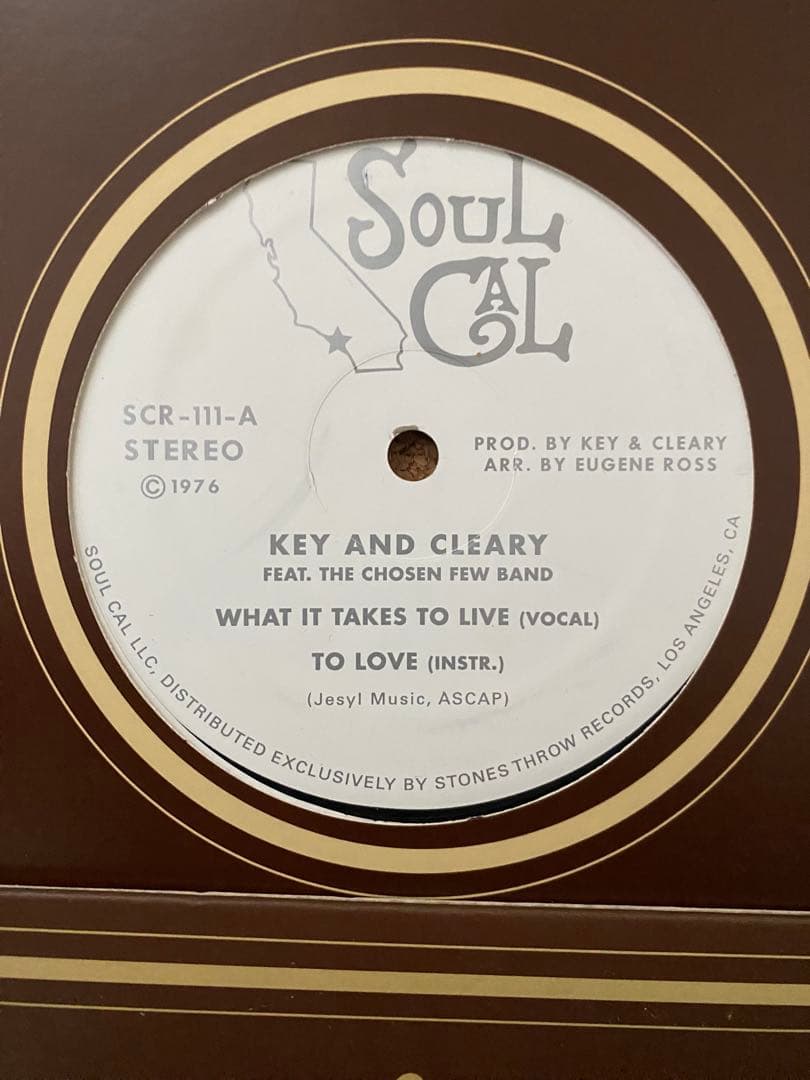 SOUL
CAL
SCR-111-A
STEREO
© 1976
PROD. BY KEY & CLEARY
ARR. BY EUGENE ROSS
KEY AND CLEARY
FEAT. THE CHOSEN FEW BAND
WHAT IT TAKES TO LIVE (VOCAL)
TO LOVE (INSTR.)
(Jesyl Music, ASCAP)
SOUL CAL LLC, DISTRIBUTED EXCLUSIVELY BY STONES THROW RECORDS, LOS ANGELES, CA